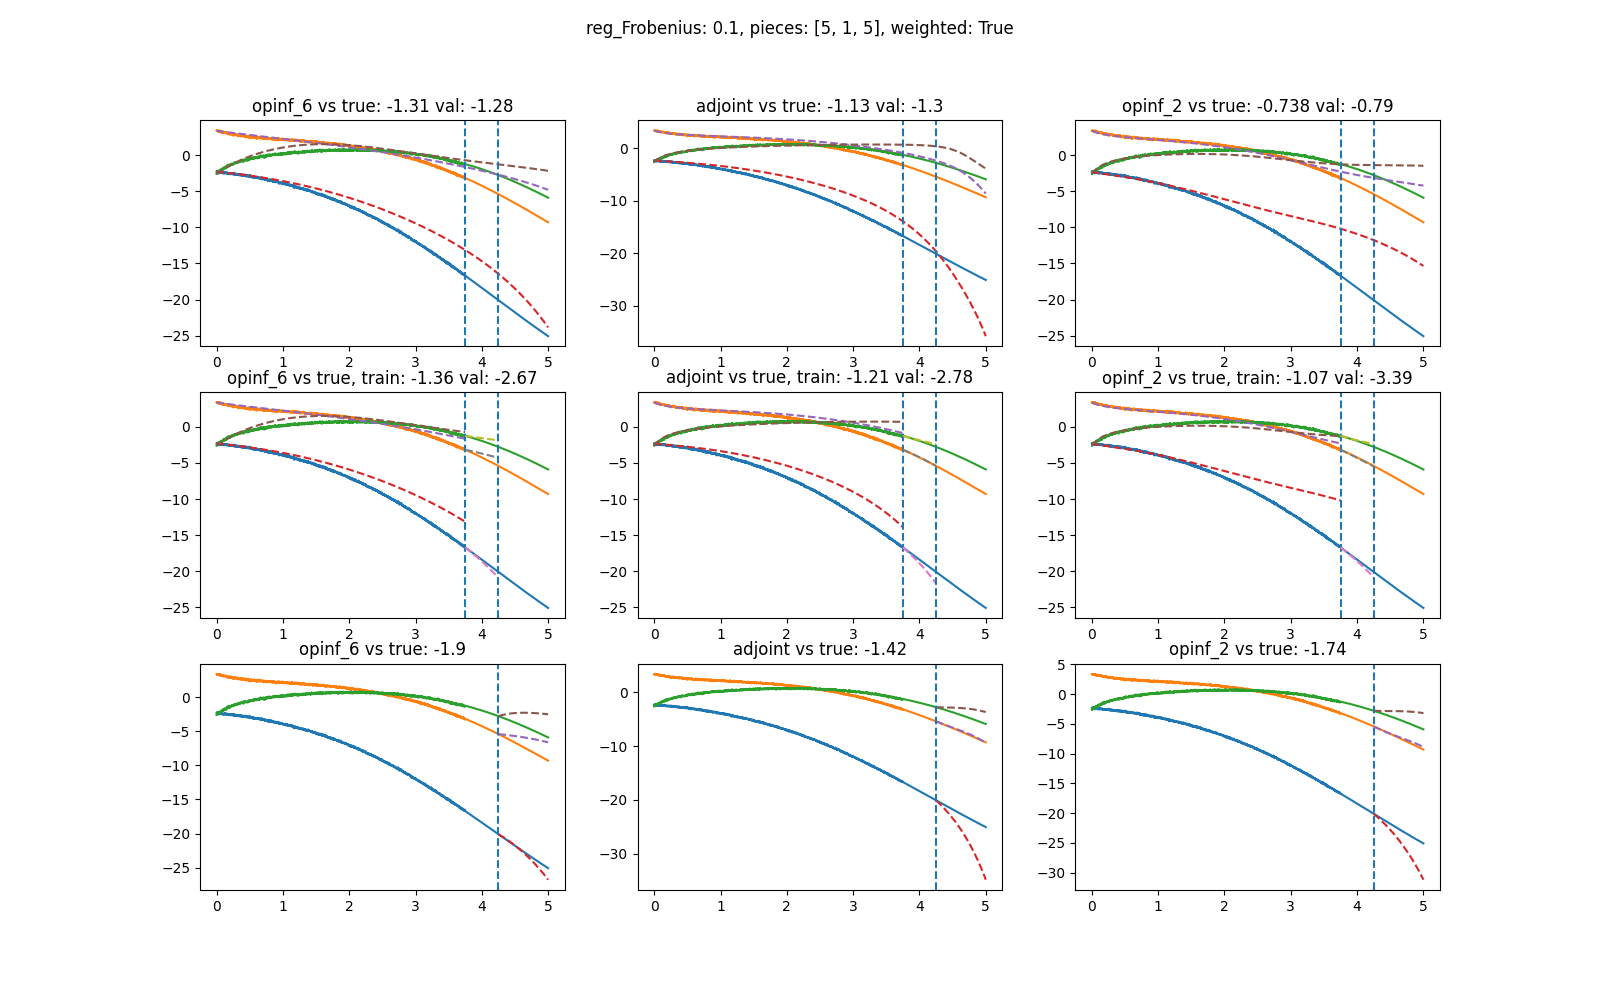 reg_Frobenius: 0.1, pieces: [5, 1, 5], weighted: True
opinf_6 vs true: -1.31 val: -1.28
0
−5
−10
−15
−20
−25
0 1 2 3 4 5
adjoint vs true: -1.13 val: -1.3
0
−10
−20
−30
0 1 2 3 4 5
opinf_2 vs true: -0.738 val: -0.79
0
−5
−10
−15
−20
−25
0 1 2 3 4 5
opinf_6 vs true, train: -1.36 val: -2.67
0
−5
−10
−15
−20
−25
0 1 2 3 4 5
adjoint vs true, train: -1.21 val: -2.78
0
−5
−10
−15
−20
−25
0 1 2 3 4 5
opinf_2 vs true, train: -1.07 val: -3.39
0
−5
−10
−15
−20
−25
0 1 2 3 4 5
opinf_6 vs true: -1.9
0
−5
−10
−15
−20
−25
0 1 2 3 4 5
adjoint vs true: -1.42
0
−10
−20
−30
0 1 2 3 4 5
opinf_2 vs true: -1.74
5
0
−5
−10
−15
−20
−25
−30
0 1 2 3 4 5